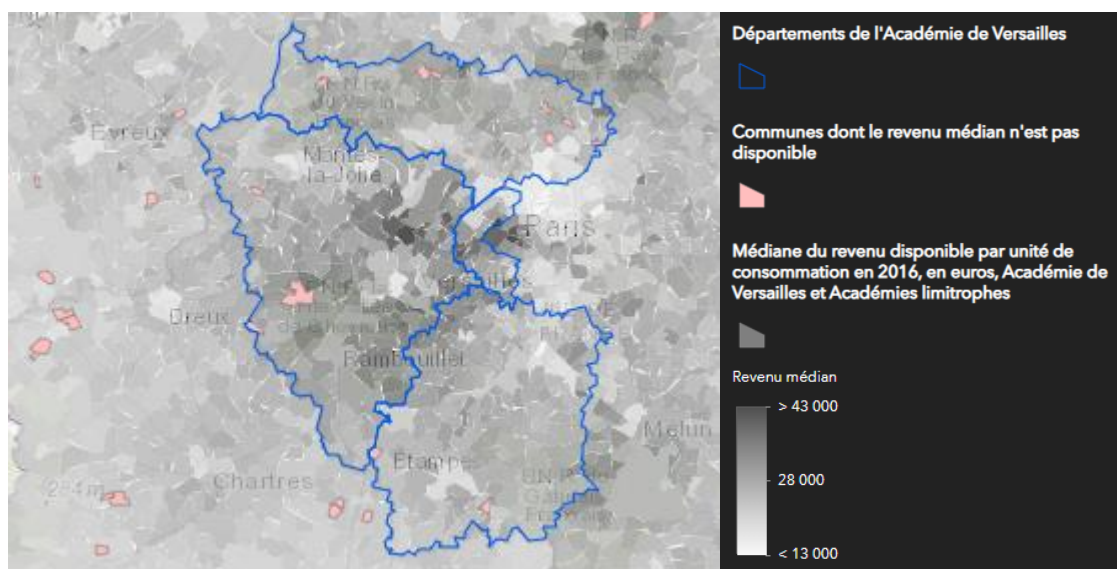 Evreux
Mantes-
la-Jolie
Paris
Dreux
Rambouillet
Melun
Etampe
Chartres
284 m
Départements de l'Académie de Versailles
Communes dont le revenu médian n'est pas
disponible
Médiane du revenu disponible par unité de
consommation en 2016, en euros, Académie de
Versailles et Académies limitrophes
Revenu médian
> 43 000
28 000
< 13 000